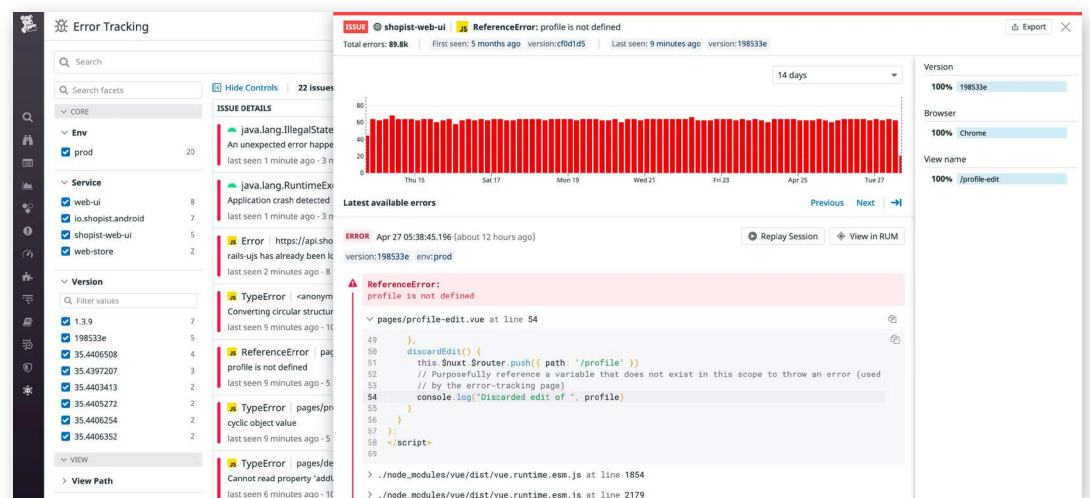 Error Tracking
Search
Search facets
CORE
Env
prod 20
Service
web-ui 8
io.shopist.android 7
shopist-web-ui 5
web-store 2
Version
Filter values
1.3.9 7
198533e 5
35.4406508 4
35.4397207 3
35.4403413 2
35.4405272 2
35.4406254 2
35.4406352 2
VIEW
View Path
Hide Controls 22 issues
ISSUE DETAILS
java.lang.IllegalState
An unexpected error happe
last seen 1 minute ago - 3 m
java.lang.RuntimeEx
Application crash detected
last seen 1 minute ago - 3 m
JS Error https://api.sho
rails-ujs has already been lo
last seen 2 minutes ago - 8
JS TypeError <anonym
Converting circular structur
last seen 9 minutes ago - 10
JS ReferenceError pag
profile is not defined
last seen 9 minutes ago - 5
JS TypeError pages/pr
cyclic object value
last seen 9 minutes ago - 5
JS TypeError pages/de
Cannot read property 'addL
last seen 6 minutes ago - 10
ISSUE shopist-web-ui JS ReferenceError: profile is not defined
Export
Total errors: 89.8k First seen: 5 months ago version:cf0d1d5 Last seen: 9 minutes ago version:198533e
14 days
80
60
40
20
0
Thu 15 Sat 17 Mon 19 Wed 21 Fri 23 Apr 25 Tue 27
Latest available errors
Previous Next
ERROR Apr 27 05:38:45.196 (about 12 hours ago)
Replay Session View in RUM
version:198533e env:prod
ReferenceError:
profile is not defined
pages/profile-edit.vue at line 54
49 },
50 discardEdit() {
51 this.$nuxt.$router.push({ path: '/profile' })
52 // Purposefully reference a variable that does not exist in this scope to throw an error (used
53 // by the error-tracking page)
54 console.log("Discarded edit of ", profile)
55 }
56 }
57 };
58 </script>
59
./node_modules/vue/dist/vue.runtime.esm.js at line 1854
./node_modules/vue/dist/vue.runtime.esm.js at line 2179
Version
100% 198533e
Browser
100% Chrome
View name
100% /profile-edit